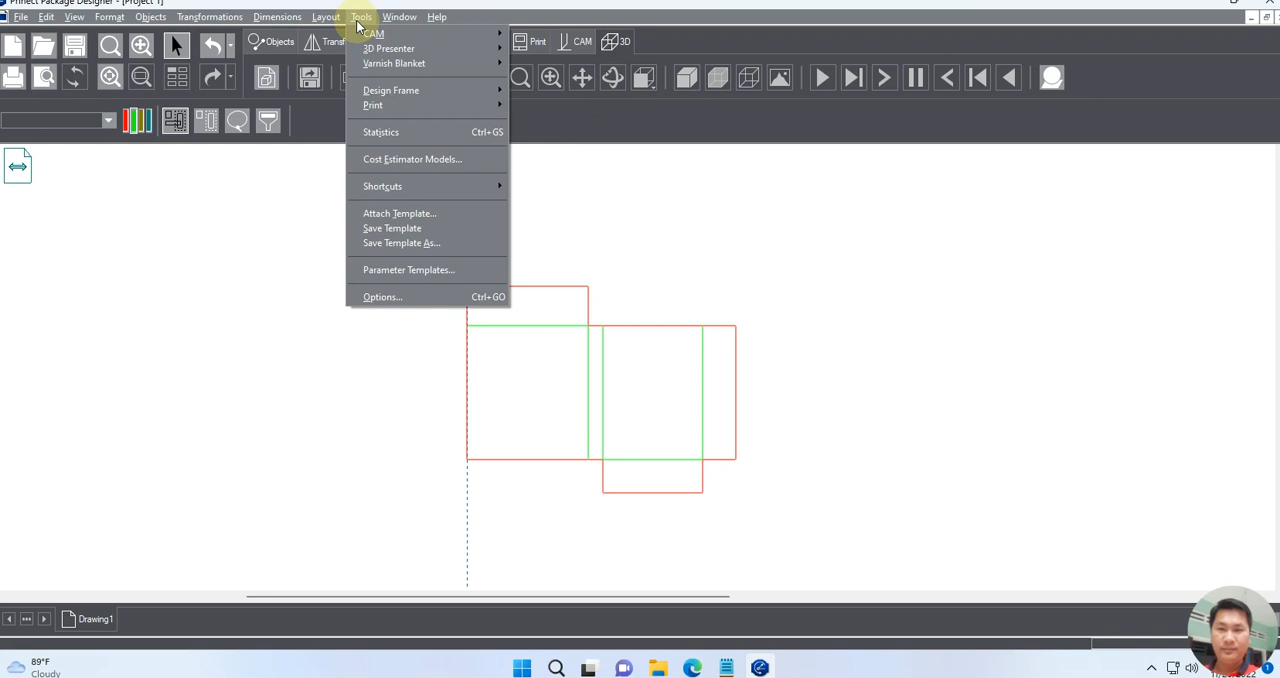 Prinect Package Designer - [Project 1]
File Edit View Format Objects Transformations Dimensions Layout Tools Window Help
Objects Transf Print CAM 3D
CAM
3D Presenter
Varnish Blanket
Design Frame
Print
Statistics Ctrl+GS
Cost Estimator Models...
Shortcuts
Attach Template...
Save Template
Save Template As...
Parameter Templates...
Options... Ctrl+GO
Drawing1
89°F
Cloudy
1